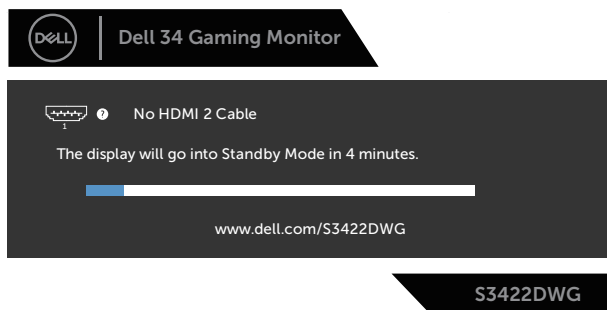 DELL
Dell 34 Gaming Monitor
? No HDMI 2 Cable
1
The display will go into Standby Mode in 4 minutes.
www.dell.com/S3422DWG
S3422DWG